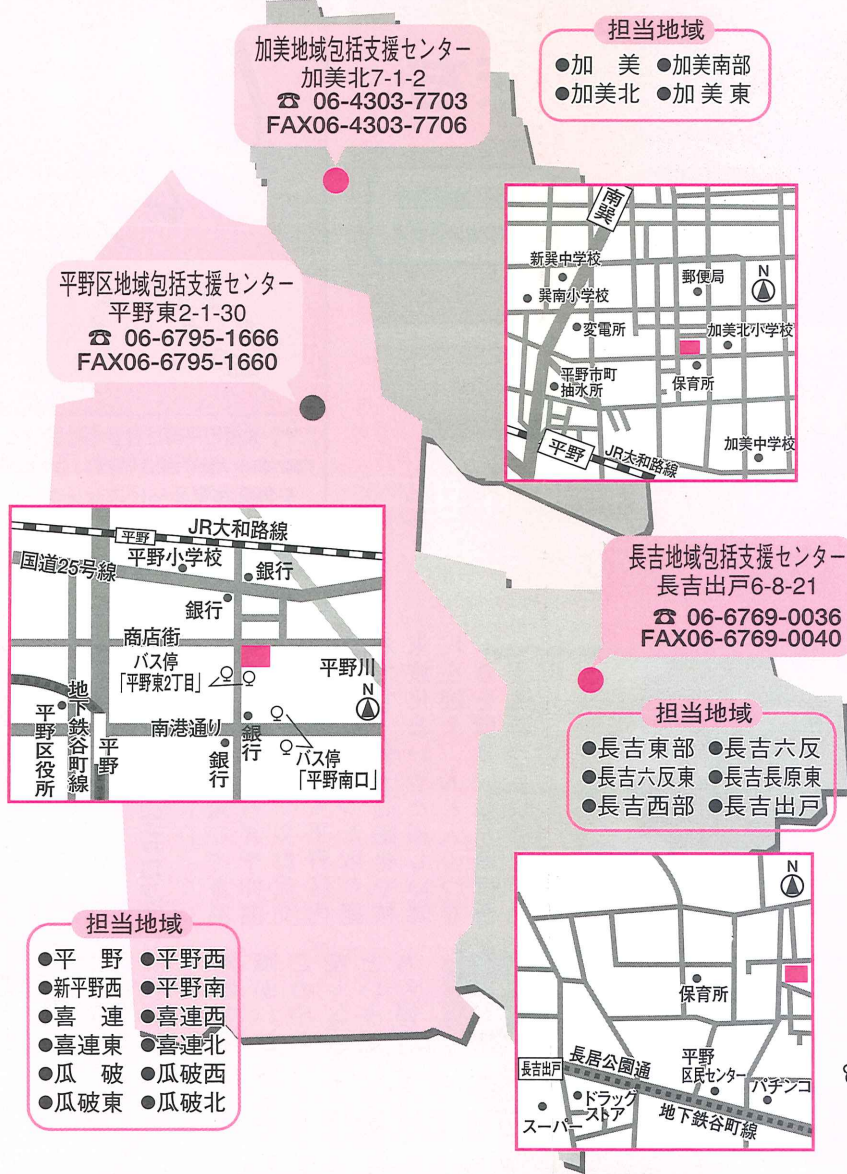 加美地域包括支援センター
加美北7-1-2
☎ 06-4303-7703
FAX06-4303-7706
担当地域
●加　美 ●加美南部
●加美北 ●加美東
南巽
新巽中学校
郵便局
N
巽南小学校
変電所
加美北小学校
平野市町
抽水所
保育所
加美中学校
平野
JR大和路線
平野区地域包括支援センター
平野東2-1-30
☎ 06-6795-1666
FAX06-6795-1660
JR大和路線
平野
国道25号線
平野小学校
銀行
銀行
商店街
バス停
「平野東2丁目」
平野川
N
地下鉄谷町線
平野区役所
平野
南港通り
銀行
銀行
バス停
「平野南口」
長吉地域包括支援センター
長吉出戸6-8-21
☎ 06-6769-0036
FAX06-6769-0040
担当地域
●長吉東部 ●長吉六反
●長吉六反東 ●長吉長原東
●長吉西部 ●長吉出戸
担当地域
●平　野 ●平野西
●新平野西 ●平野南
●喜　連 ●喜連西
●喜連東 ●喜連北
●瓜　破 ●瓜破西
●瓜破東 ●瓜破北
N
保育所
長吉出戸
長居公園通
平野
区民センター
パチンコ
ドラッグ
ストア
スーパー
地下鉄谷町線